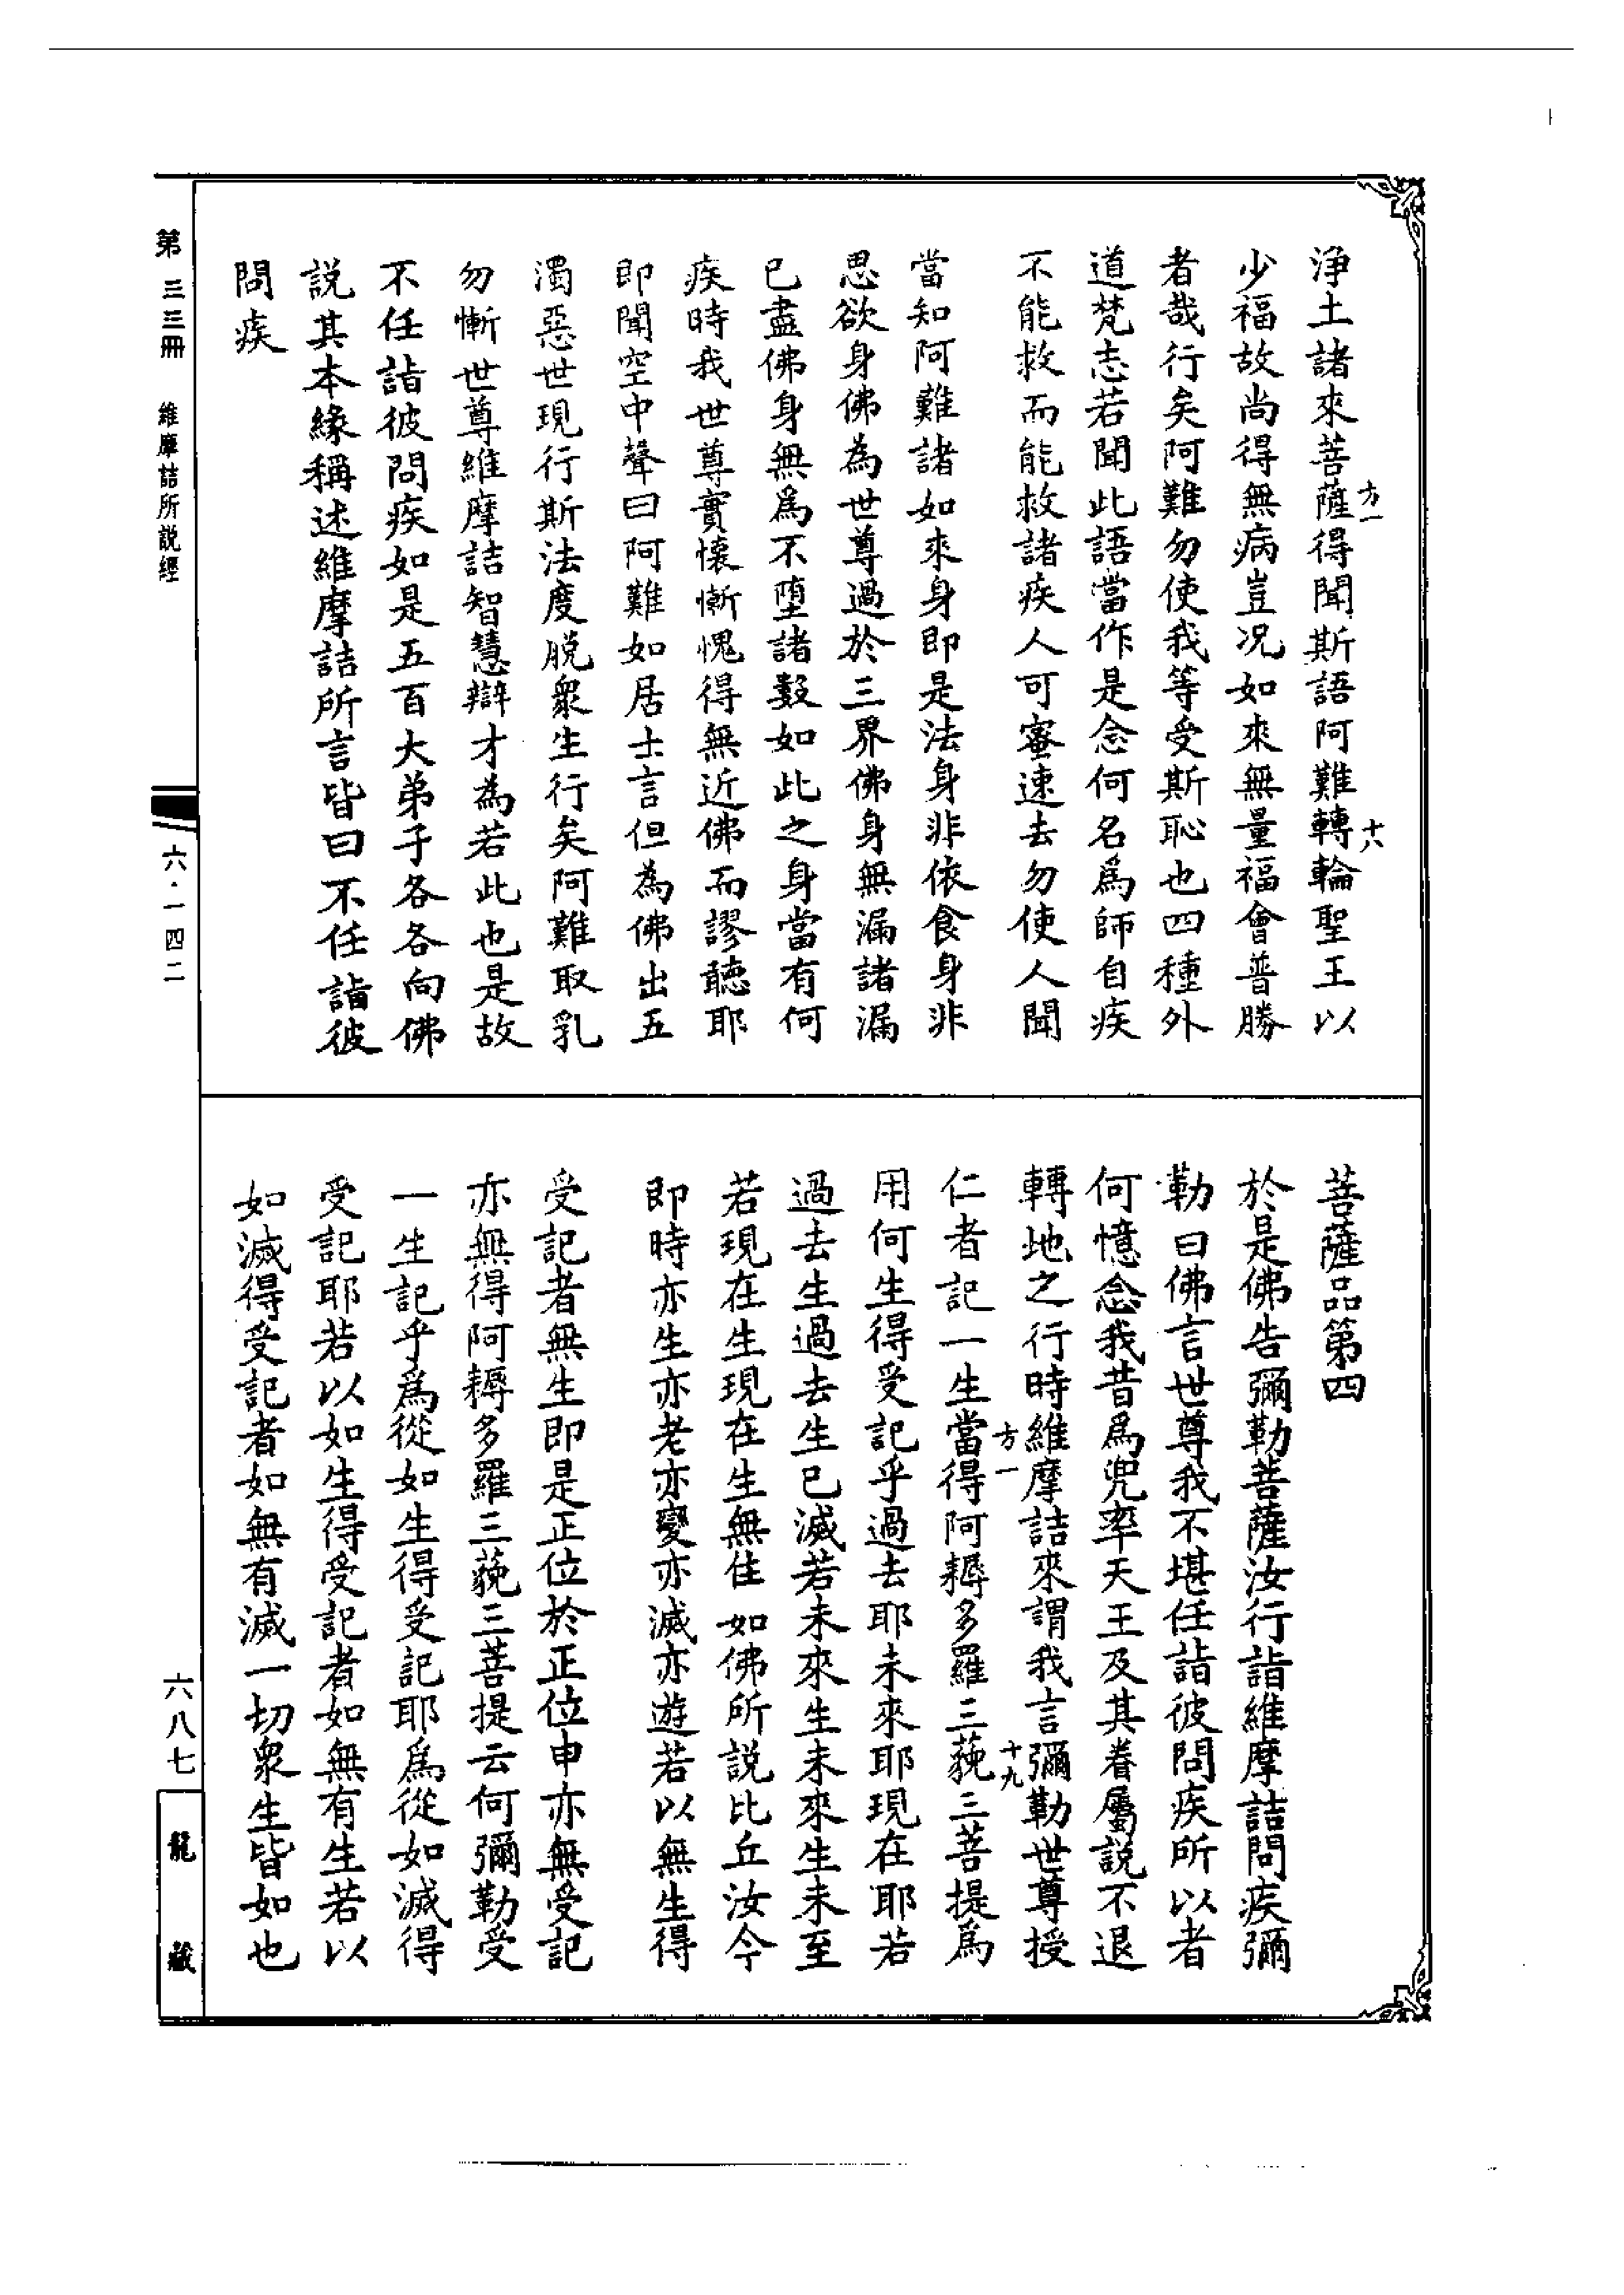 淨土諸來菩薩得聞斯語阿難轉輪聖王以
方一
十八
少福故尚得無病豈况如來無量福會普勝
者哉行矣阿難勿使我等受斯恥也四種外
道梵志若聞此語當作是念何名爲師自疾
不能救而能救諸疾人可密速去勿使人聞
當知阿難諸如來身即是法身非依食身非
思欲身佛為世尊過於三界佛身無漏諸漏
已盡佛身無爲不墮諸數如此之身當有何
疾時我世尊實懷慚愧得無近佛而謬聽耶
即聞空中聲曰阿難如居士言但為佛出五
濁惡世現行斯法度脫衆生行矣阿難取乳
勿慚世尊維摩詰智慧辯才為若此也是故
不任詣彼問疾如是五百大弟子各各向佛
說其本緣稱述維摩詰所言皆曰不任詣彼
問疾
菩薩品第四
於是佛告彌勒菩薩汝行詣維摩詰問疾彌
勒曰佛言世尊我不堪任詣彼問疾所以者
何憶念我昔爲兜率天王及其眷屬説不退
轉地之行時維摩詰來謂我言彌勒世尊授
方一
十九
仁者記一生當得阿耨多羅三藐三菩提爲
用何生得受記乎過去耶未來耶現在耶若
過去生過去生已滅若未來生未來生未至
若現在生現在生無住如佛所説比丘汝今
即時亦生亦老亦變亦滅亦遊若以無生得
受記者無生即是正位於正位中亦無受記
亦無得阿耨多羅三藐三菩提云何彌勒受
一生記乎爲從如生得受記耶爲從如滅得
受記耶若以如生得受記者如無有生若以
如滅得受記者如無有滅一切衆生皆如也
第三三冊 維摩詰所説經
六·一四二
六八七
龍藏